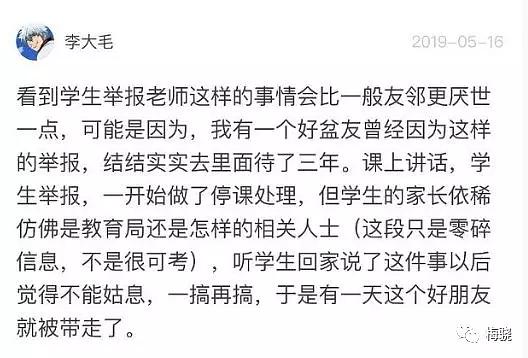 李大毛
2019-05-16
看到学生举报老师这样的事情会比一般友邻更厌世
一点，可能是因为，我有一个好盆友曾经因为这样
的举报，结结实实去里面待了三年。课上讲话，学
生举报，一开始做了停课处理，但学生的家长依稀
仿佛是教育局还是怎样的相关人士（这段只是零碎
信息，不是很可考），听学生回家说了这件事以后
觉得不能姑息，一搞再搞，于是有一天这个好朋友
就被带走了。
梅骁